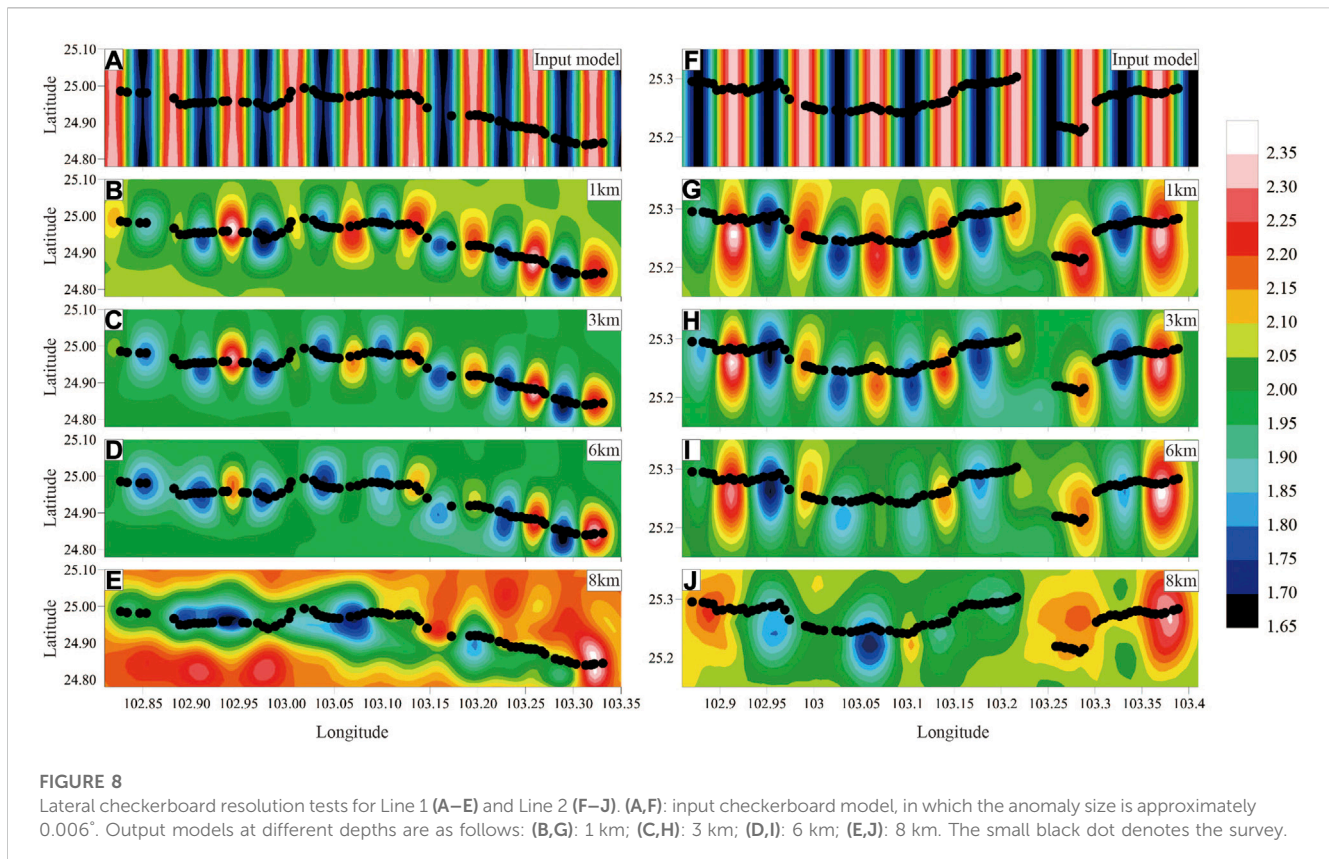 A
Input model
25.10
25.00
24.90
24.80
Latitude
B
1km
25.10
25.00
24.90
24.80
Latitude
C
3km
25.10
25.00
24.90
24.80
Latitude
D
6km
25.10
25.00
24.90
24.80
Latitude
E
8km
25.10
25.00
24.90
24.80
Latitude
102.85 102.90 102.95 103.00 103.05 103.10 103.15 103.20 103.25 103.30 103.35
Longitude
F
Input model
25.3
25.2
Latitude
G
1km
25.3
25.2
H
3km
25.3
25.2
I
6km
25.3
25.2
J
8km
25.3
25.2
102.9 102.95 103 103.05 103.1 103.15 103.2 103.25 103.3 103.35 103.4
Longitude
2.35
2.30
2.25
2.20
2.15
2.10
2.05
2.00
1.95
1.90
1.85
1.80
1.75
1.70
1.65
FIGURE 8
Lateral checkerboard resolution tests for Line 1 (A–E) and Line 2 (F–J). (A,F): input checkerboard model, in which the anomaly size is approximately
0.006°. Output models at different depths are as follows: (B,G): 1 km; (C,H): 3 km; (D,I): 6 km; (E,J): 8 km. The small black dot denotes the survey.